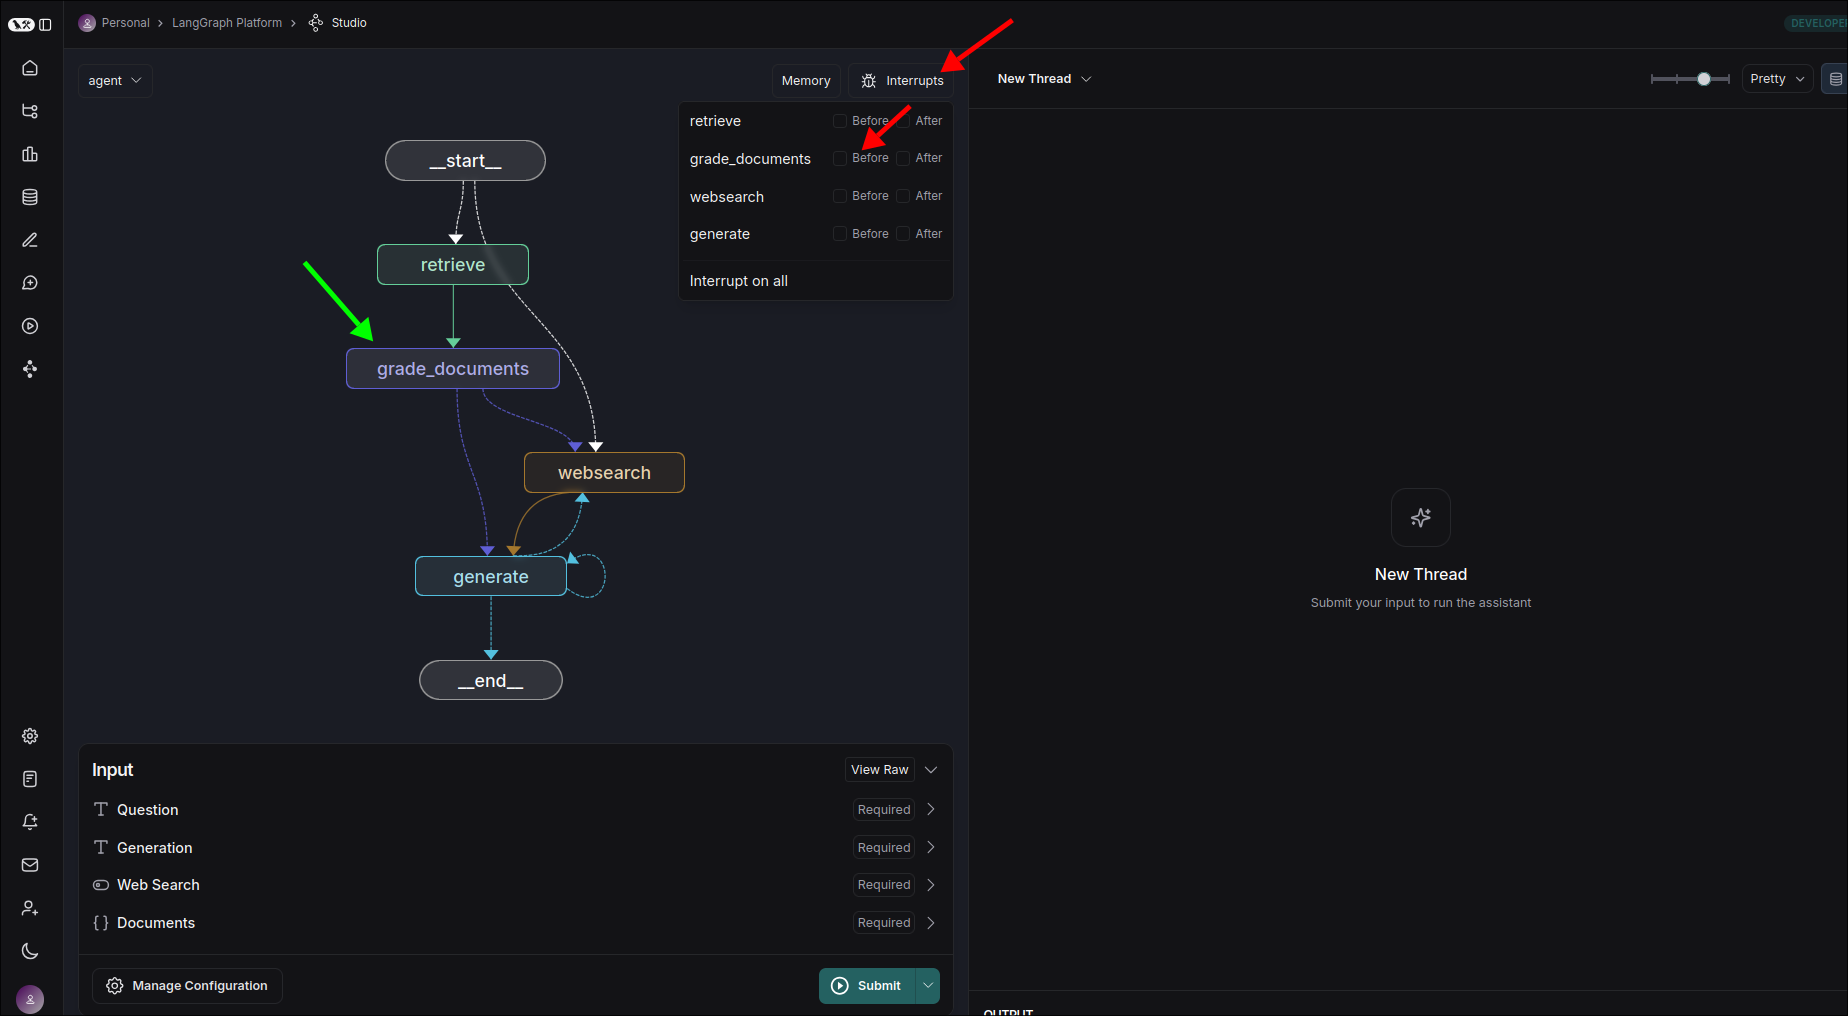 Personal > LangGraph Platform > Studio
agent
Memory
Interrupts
retrieve Before After
grade_documents Before After
websearch Before After
generate Before After
Interrupt on all
__start__
retrieve
grade_documents
websearch
generate
__end__
Input
View Raw
Question Required
Generation Required
Web Search Required
Documents Required
Manage Configuration
Submit
DEVELOPE
New Thread
Pretty
New Thread
Submit your input to run the assistant
OUTPUT